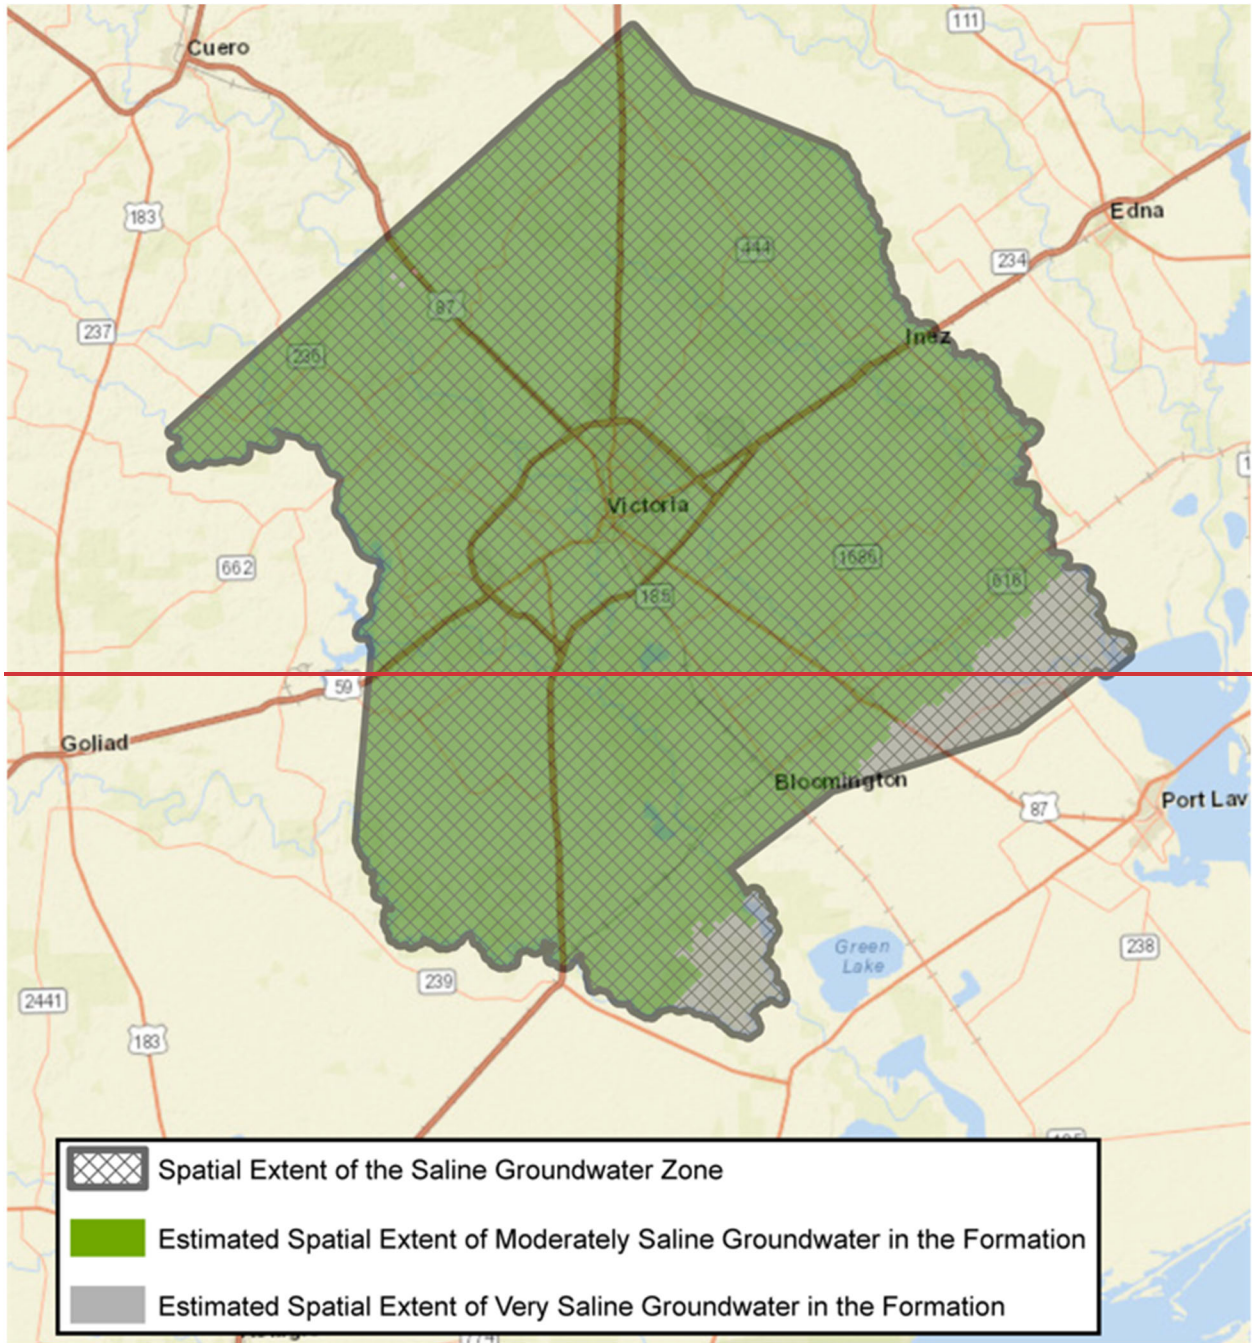 111
Cuero
183
Edna
444
234
87
237
236
Inez
Victoria
1686
662
616
185
59
Goliad
Bloomington
87
Port Lav
Green
Lake
238
239
2441
183
Spatial Extent of the Saline Groundwater Zone
Estimated Spatial Extent of Moderately Saline Groundwater in the Formation
Estimated Spatial Extent of Very Saline Groundwater in the Formation